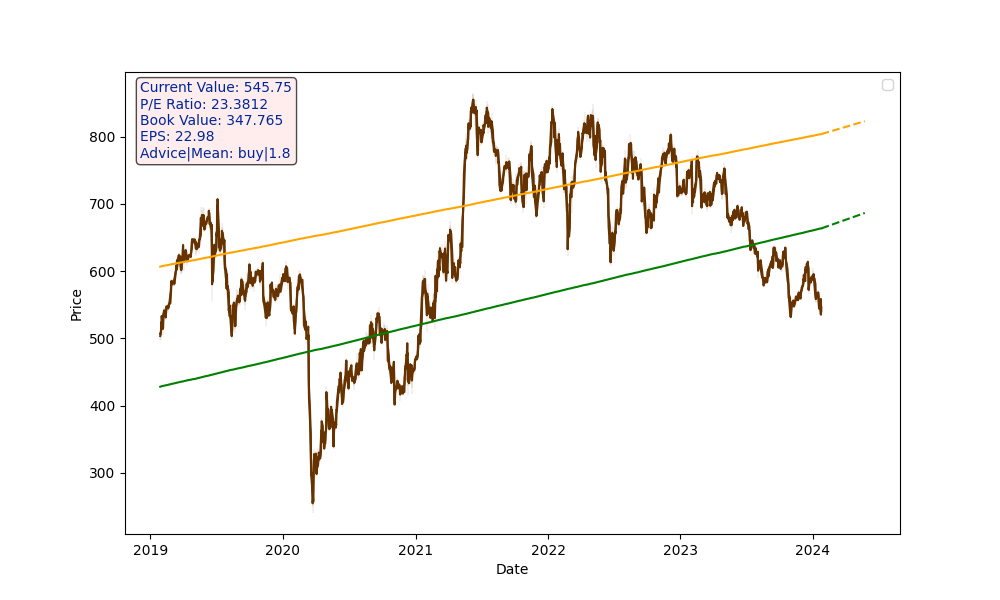 Current Value: 545.75
P/E Ratio: 23.3812
Book Value: 347.765
EPS: 22.98
Advice|Mean: buy|1.8
800
700
600
500
400
300
Price
2019 2020 2021 2022 2023 2024
Date